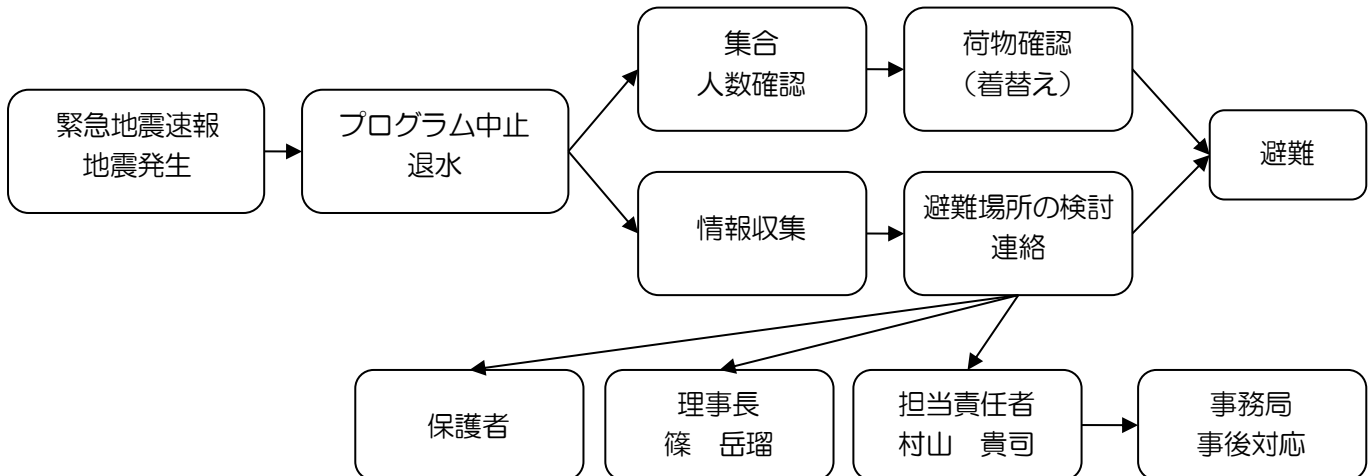 緊急地震速報
地震発生
プログラム中止
退水
集合
人数確認
荷物確認
（着替え）
情報収集
避難場所の検討
連絡
避難
保護者
理事長
篠　岳瑠
担当責任者
村山　貴司
事務局
事後対応